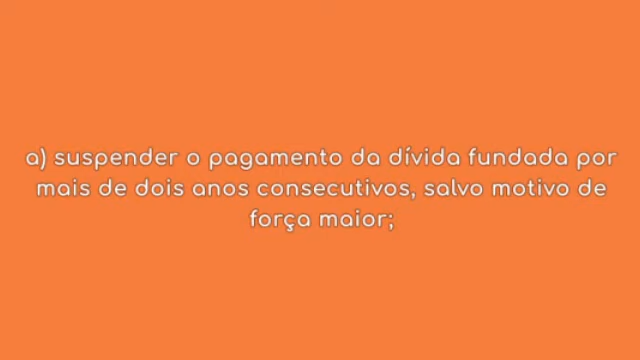 a) suspender o pagamento da dívida fundada por
mais de dois anos consecutivos, salvo motivo de
força maior;